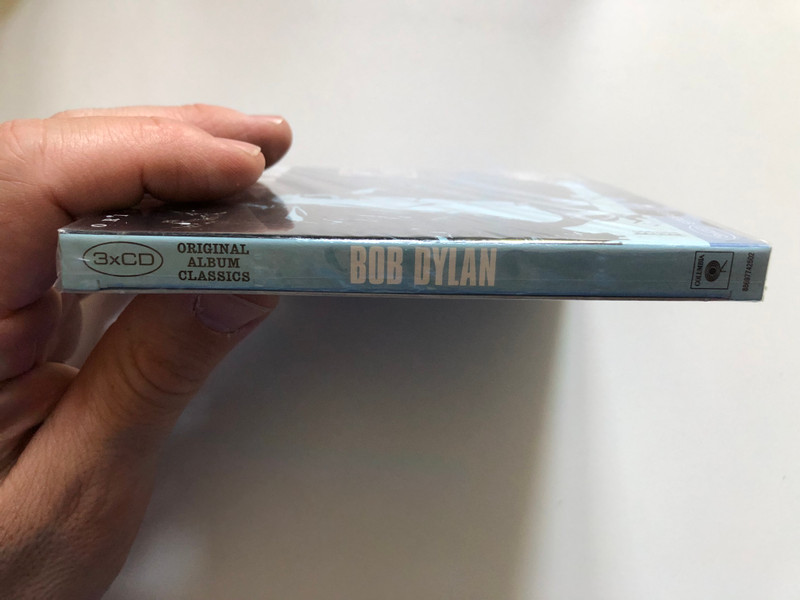 3xCD
ORIGINAL
ALBUM
CLASSICS
BOB DYLAN
COLUMBIA